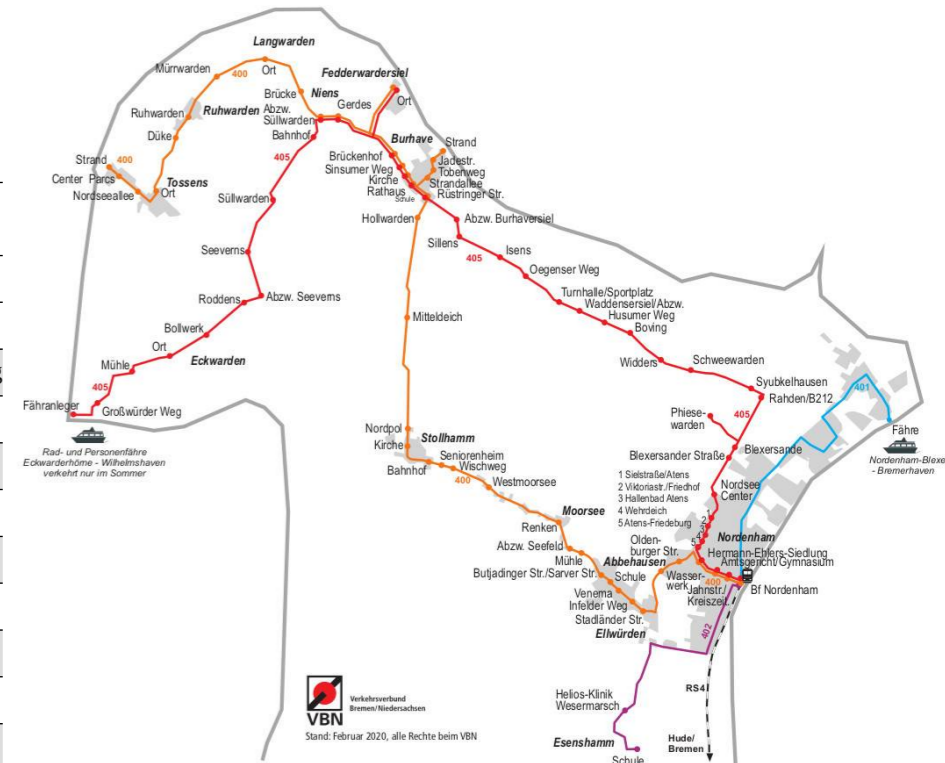 Langwarden
Mürrwarden
400
Ort
Fedderwardersiel
Brücke
Niens
Gerdes
Ort
Ruhwarden
Ruhwarden
Abzw.
Süllwarden
Düke
Bahnhof
Burhave
Strand
400
405
Brückenhof
Jadestr.
Strand
Sinsumer Weg
Tobenweg
Center Parcs
Tossens
Kirche
Strandallee
Nordseeallee
Ort
Rathaus
Rüstringer Str.
Süllwarden
Schule
Hollwarden
Abzw. Burhaversiel
Sillens
Isens
Seeverns
405
Oegenser Weg
Roddens
Abzw. Seeverns
Turnhalle/Sportplatz
Waddensersiel/Abzw.
Mitteldeich
Husumer Weg
Bollwerk
Boving
Ort
Eckwarden
Widders
Schweewarden
Mühle
405
Syubkelhausen
401
Fähranleger
Großwürder Weg
Rahden/B212
405
Phiese-
warden
Fähre
Rad- und Personenfähre
Eckwarderhörne - Wilhelmshaven
verkehrt nur im Sommer
Nordpol
Kirche
Stollhamm
Blexersander Straße
Blexersande
Nordenham-Blexe
- Bremerhaven
Bahnhof
Seniorenheim
Wischweg
400
Westmoorsee
1 Sielstraße/Atens
2 Viktoriastr./Friedhof
3 Hallenbad Atens
4 Wehrdeich
5 Atens-Friedeburg
Nordsee
Center
1
2
3
4
5
Moorsee
Renken
Olden-
burger Str.
Nordenham
Abzw. Seefeld
Hermann-Ehlers-Siedlung
Mühle
Abbehausen
Amtsgericht/Gymnasium
Butjadinger Str./Sarver Str.
Schule
Wasser-
werk
400
Jahnstr./
Kreiszeit.
Bf Nordenham
Venema
Infelder Weg
Stadländer Str.
Ellwürden
402
RS4
Helios-Klinik
Wesermarsch
Esenshamm
Schule
Hude/
Bremen
VBN
Verkehrsverbund
Bremen/Niedersachsen
Stand: Februar 2020, alle Rechte beim VBN